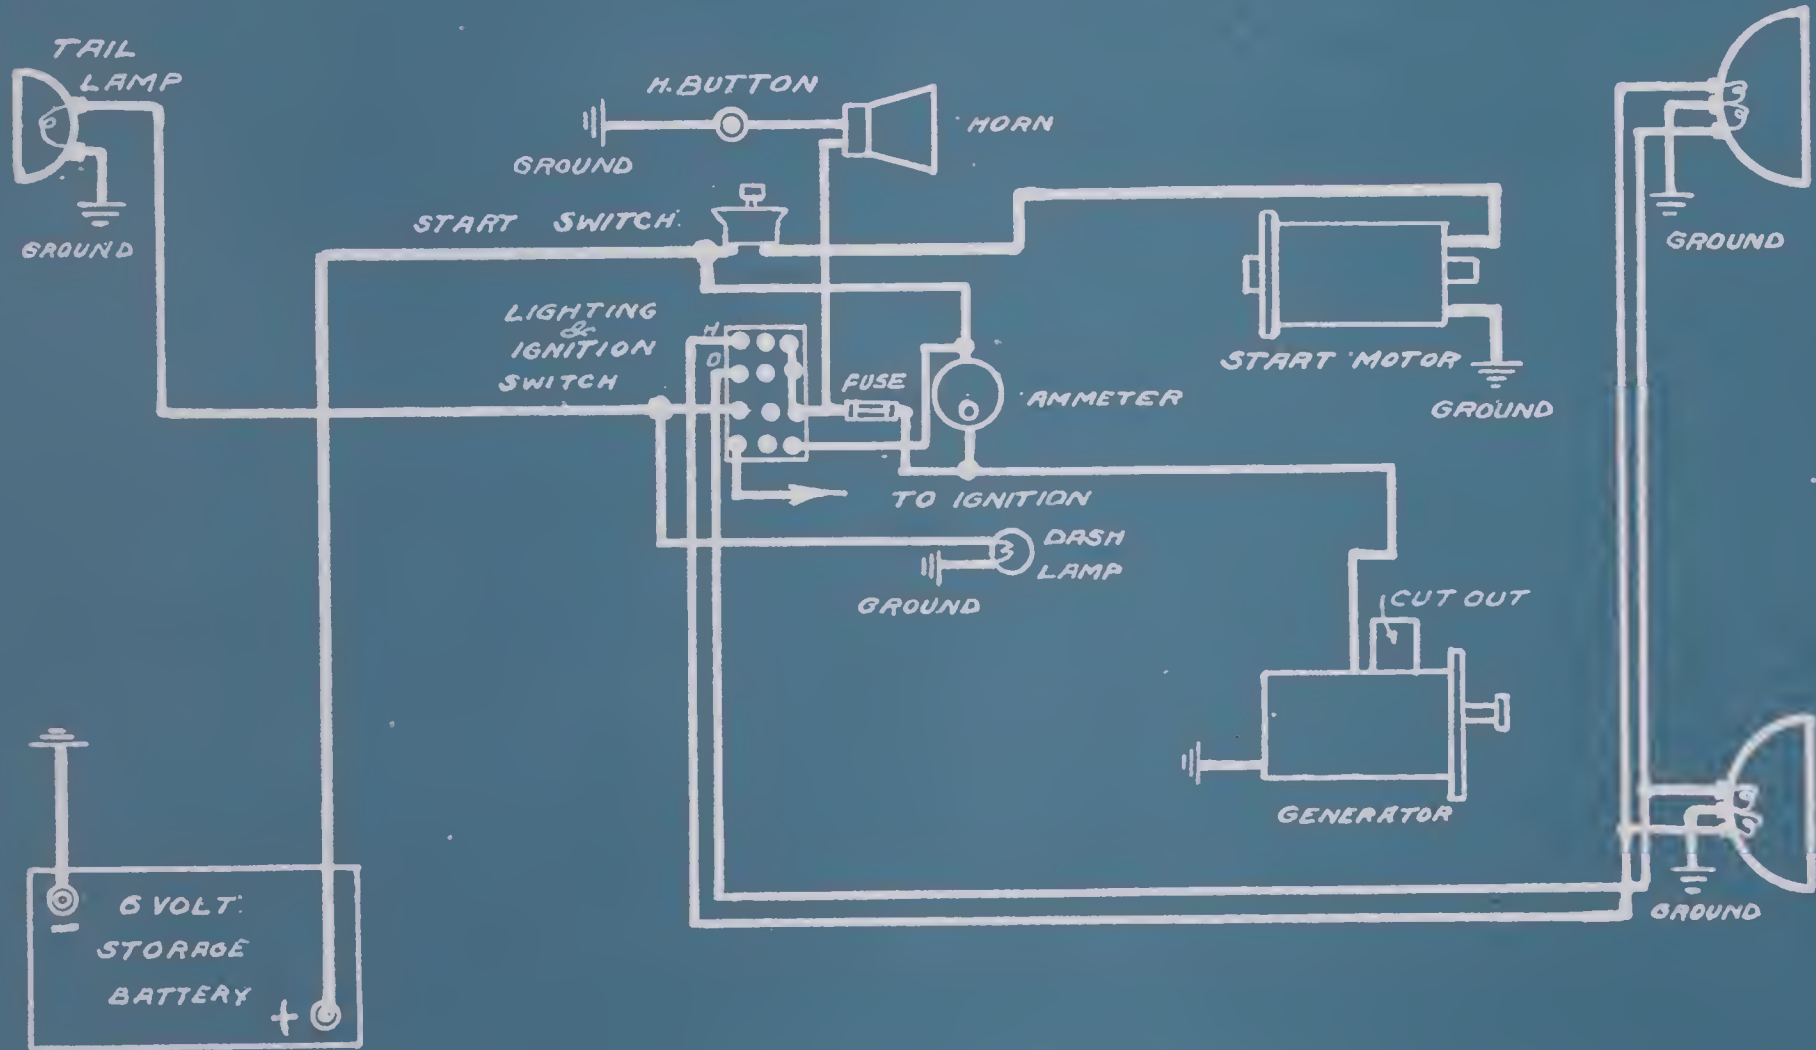 TAIL
LAMP
GROUND
H. BUTTON
HORN
GROUND
START SWITCH
GROUND
LIGHTING
&
IGNITION
SWITCH
H
O
FUSE
AMMETER
START MOTOR
GROUND
TO IGNITION
DASH
LAMP
GROUND
CUT OUT
GENERATOR
GROUND
6 VOLT
STORAGE
BATTERY
+
−